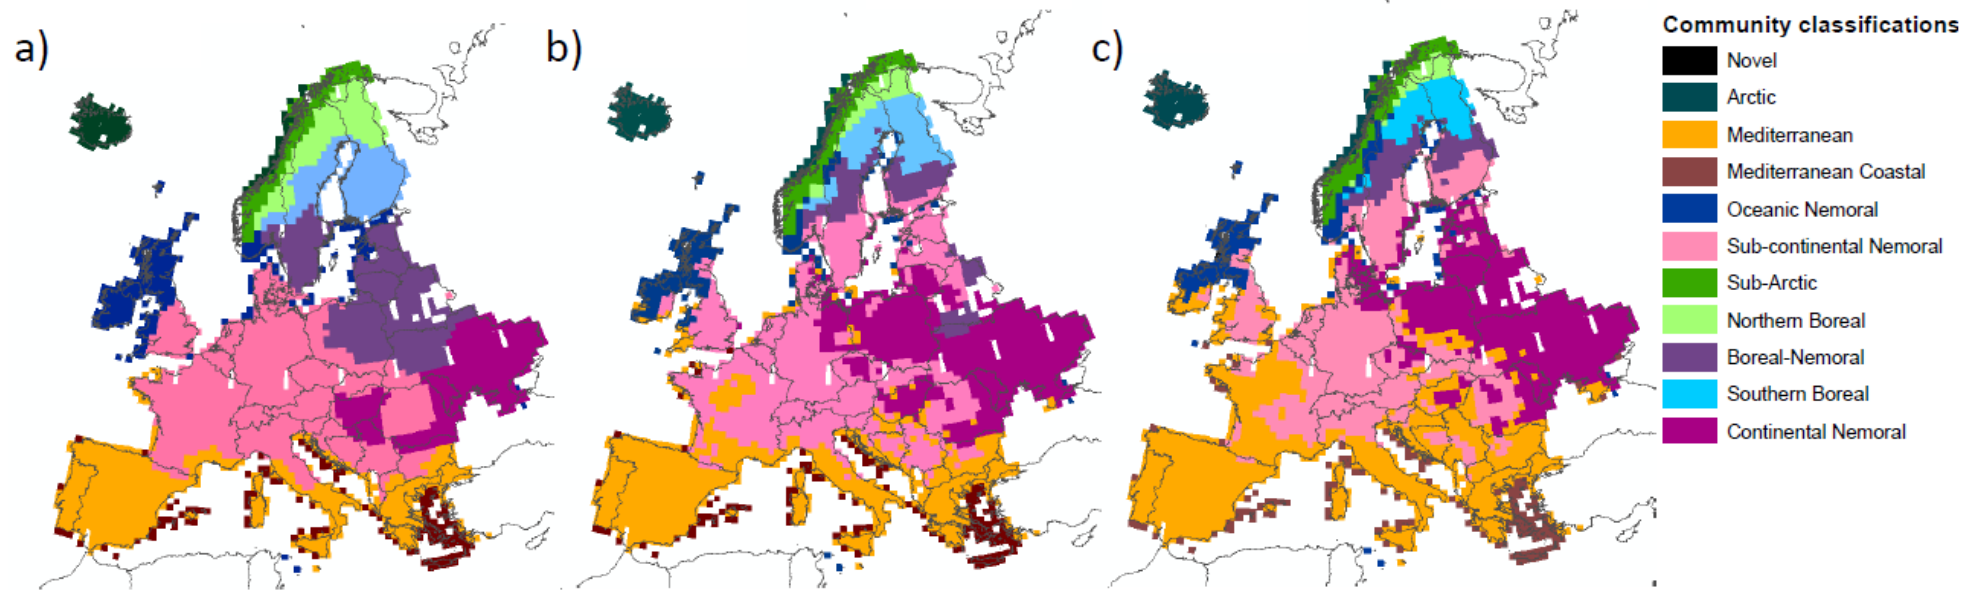 a)
b)
c)
Community classifications
Novel
Arctic
Mediterranean
Mediterranean Coastal
Oceanic Nemoral
Sub-continental Nemoral
Sub-Arctic
Northern Boreal
Boreal-Nemoral
Southern Boreal
Continental Nemoral